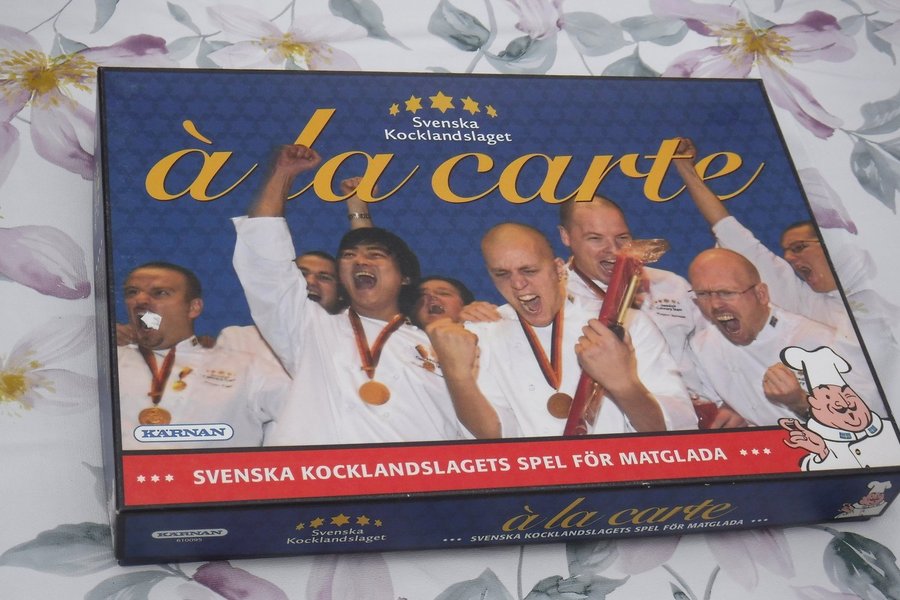 Svenska
Kocklandslaget
à la carte
KÄRNAN
*** SVENSKA KOCKLANDSLAGETS SPEL FÖR MATGLADA ***
KÄRNAN
Svenska
Kocklandslaget
à la carte
*** SVENSKA KOCKLANDSLAGETS SPEL FÖR MATGLADA ***